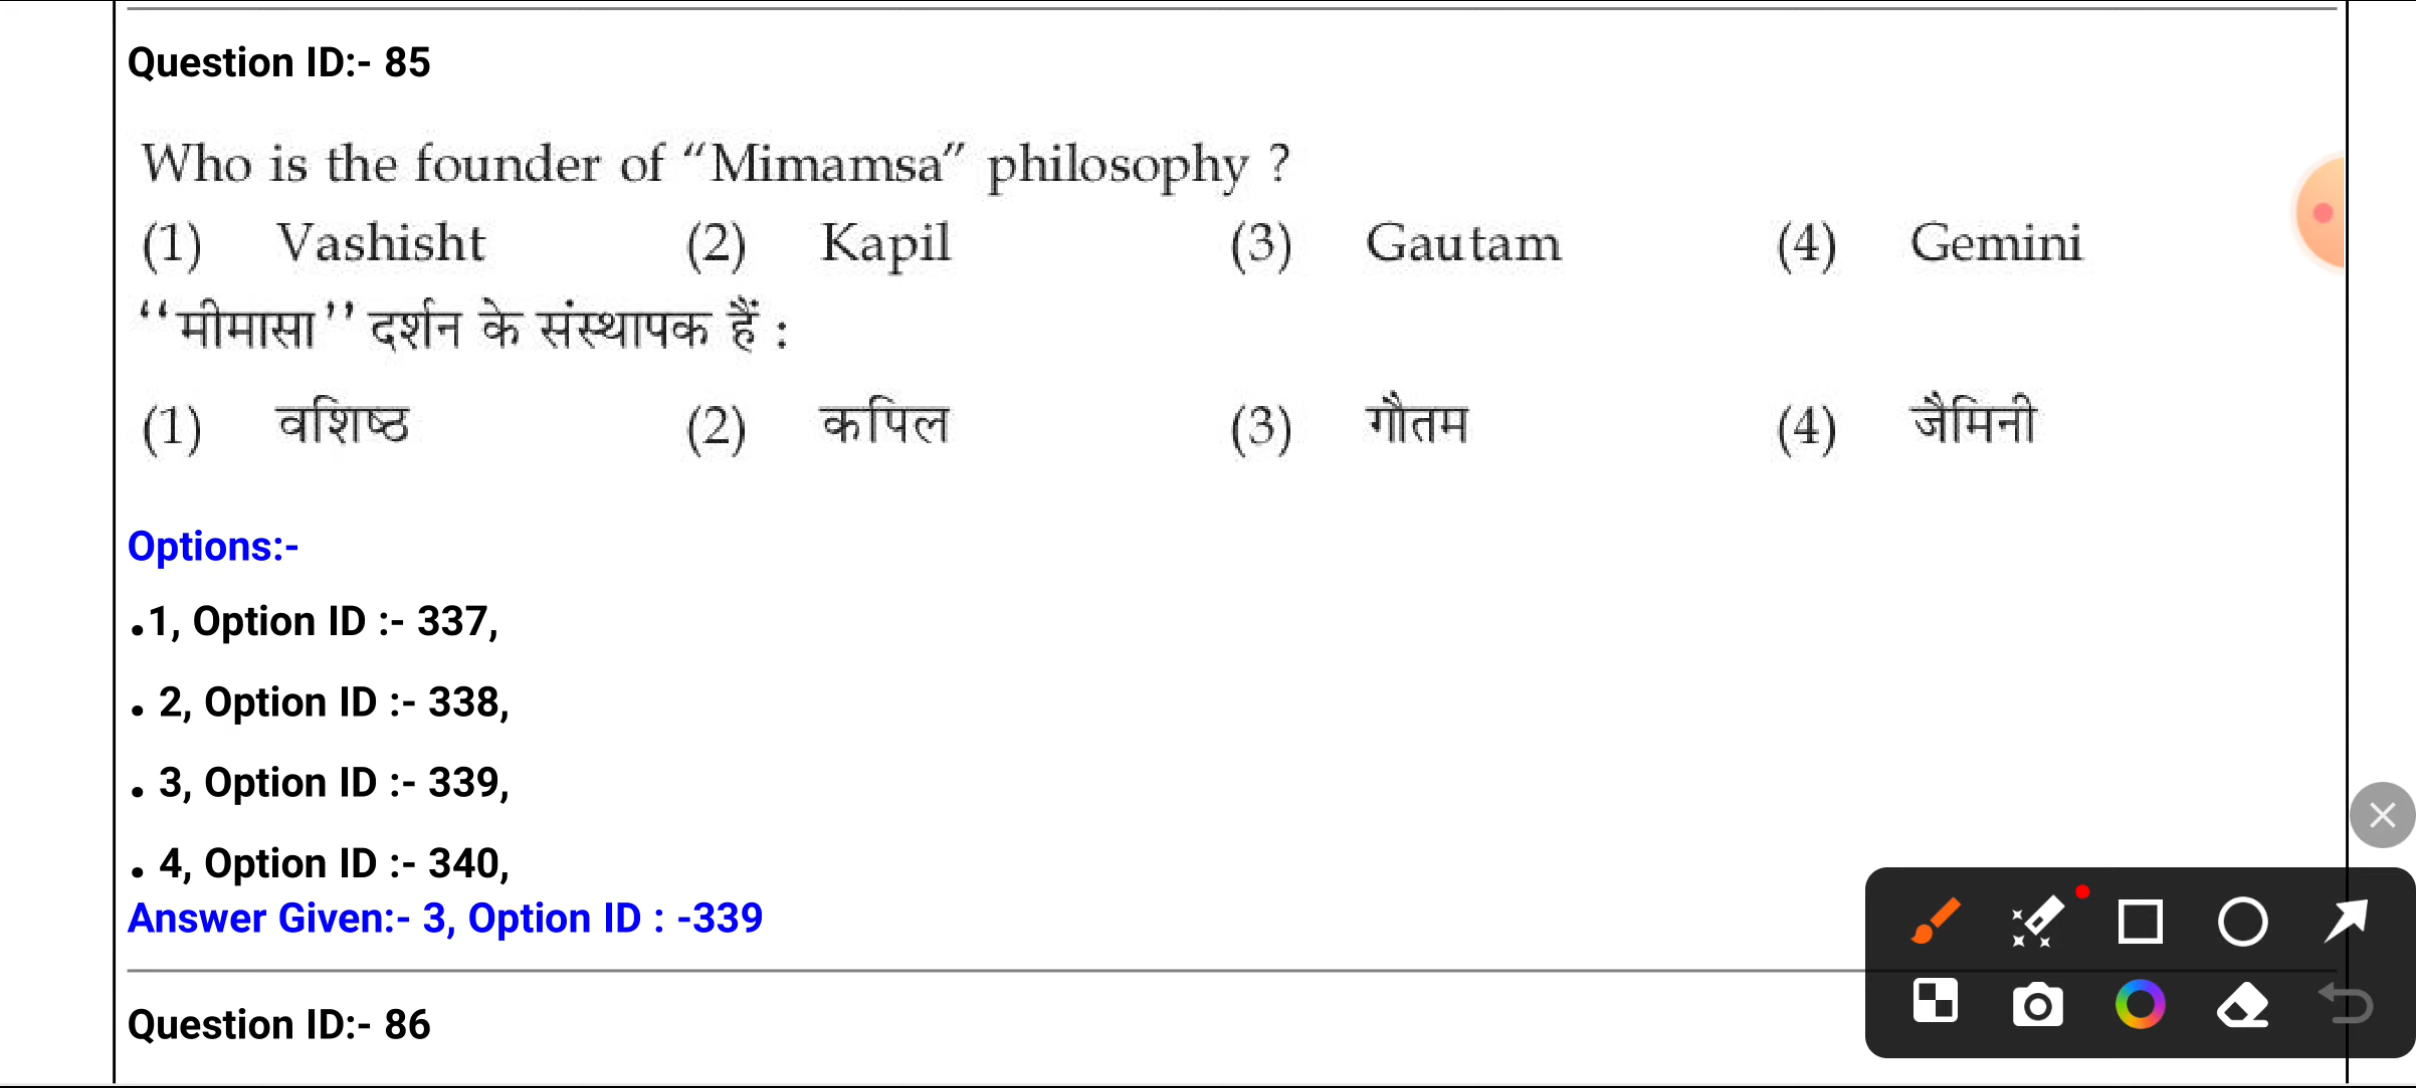 Question ID:- 85
Who is the founder of “Mimamsa” philosophy ?
(1) Vashisht (2) Kapil (3) Gautam (4) Gemini
‘‘मीमासा’’ दर्शन के संस्थापक हैं :
(1) वशिष्ठ (2) कपिल (3) गौतम (4) जैमिनी
Options:-
.1, Option ID :- 337,
. 2, Option ID :- 338,
. 3, Option ID :- 339,
. 4, Option ID :- 340,
Answer Given:- 3, Option ID : -339
Question ID:- 86